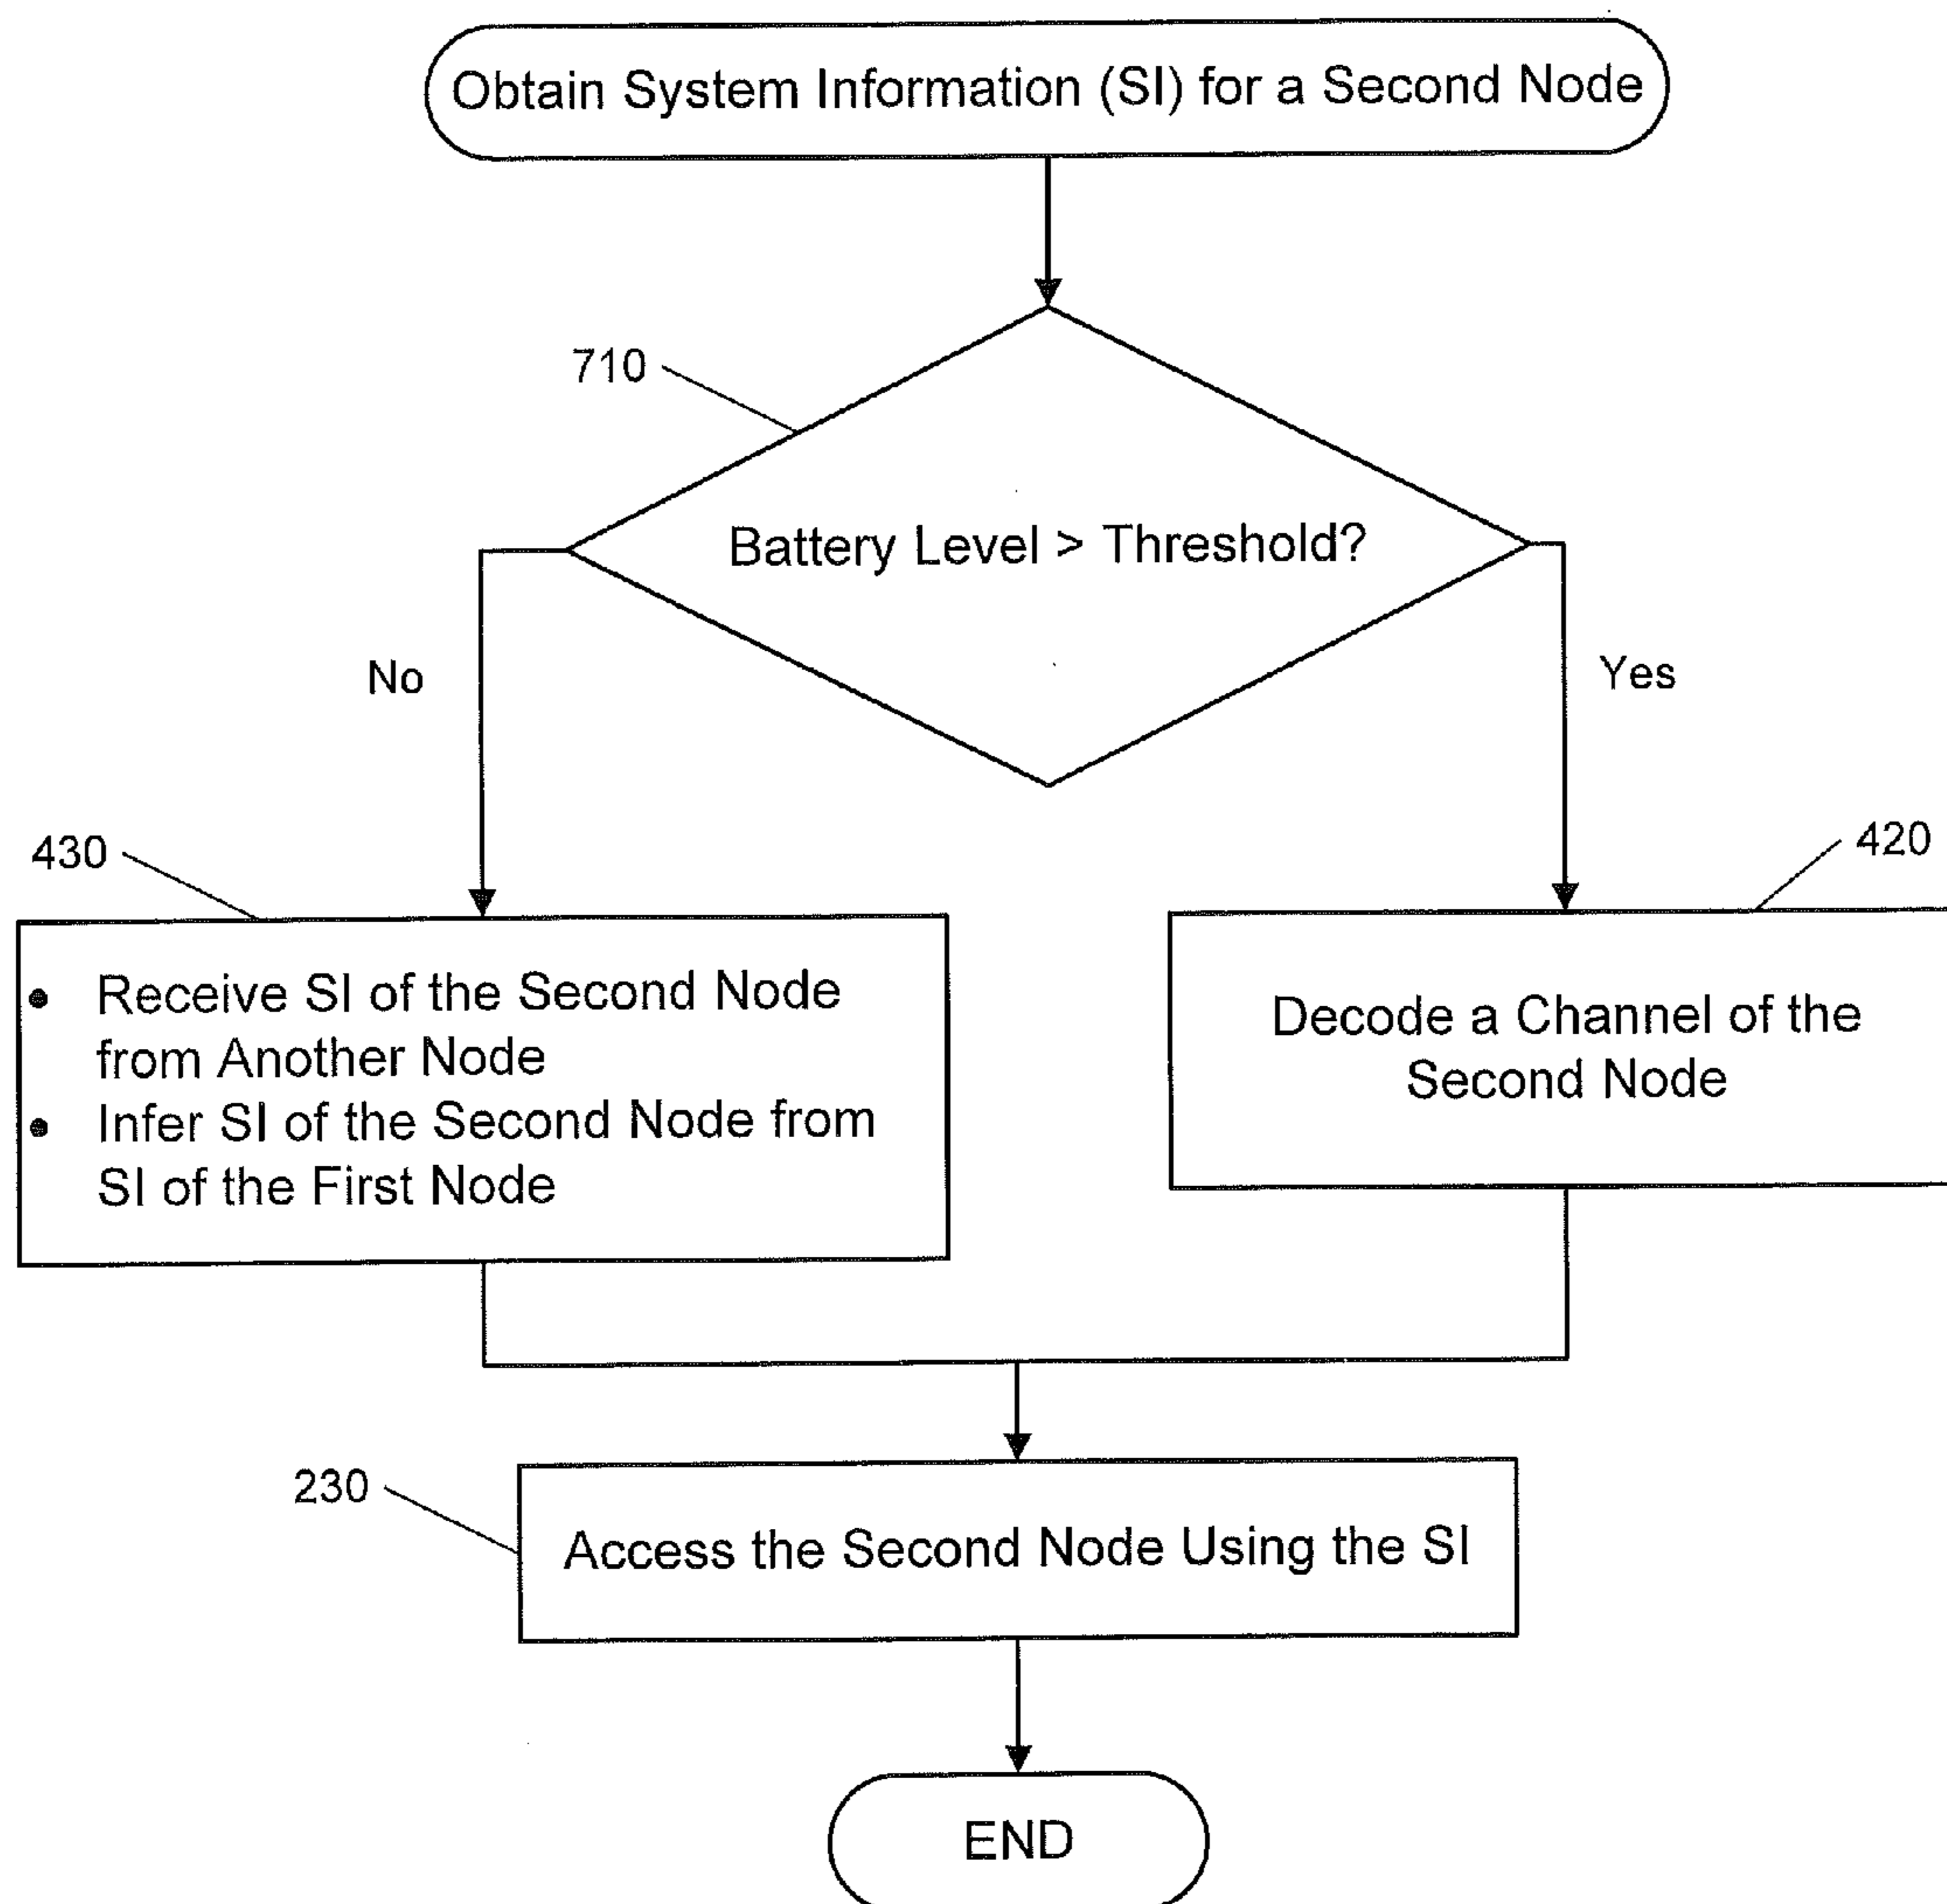 Obtain System Information (SI) for a Second Node
710
Battery Level > Threshold?
No
Yes
430
420
• Receive SI of the Second Node
from Another Node
• Infer SI of the Second Node from
SI of the First Node
Decode a Channel of the
Second Node
230
Access the Second Node Using the SI
END